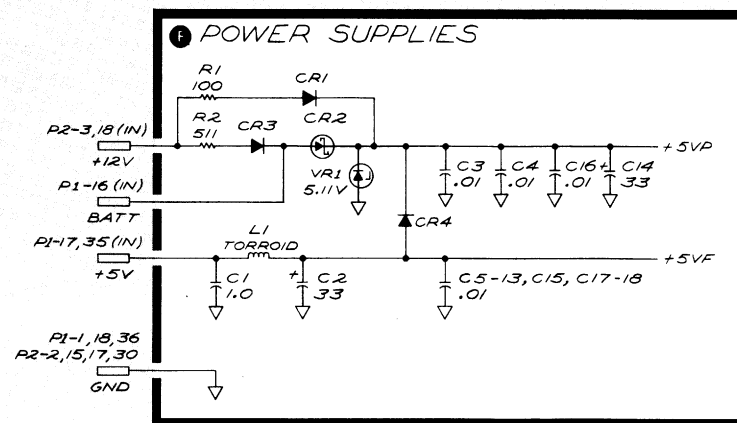 F POWER SUPPLIES
R1
100
CR1
R2
511
CR3
CR2
P2-3,18 (IN)
+12V
+5VP
VR1
5.11V
C3
.01
C4
.01
C16
.01
+
C14
33
P1-16 (IN)
BATT
CR4
P1-17,35 (IN)
+5V
L1
TORROID
+5VF
C1
1.0
+
C2
33
C5-13, C15, C17-18
.01
P1-1,18,36
P2-2,15,17,30
GND